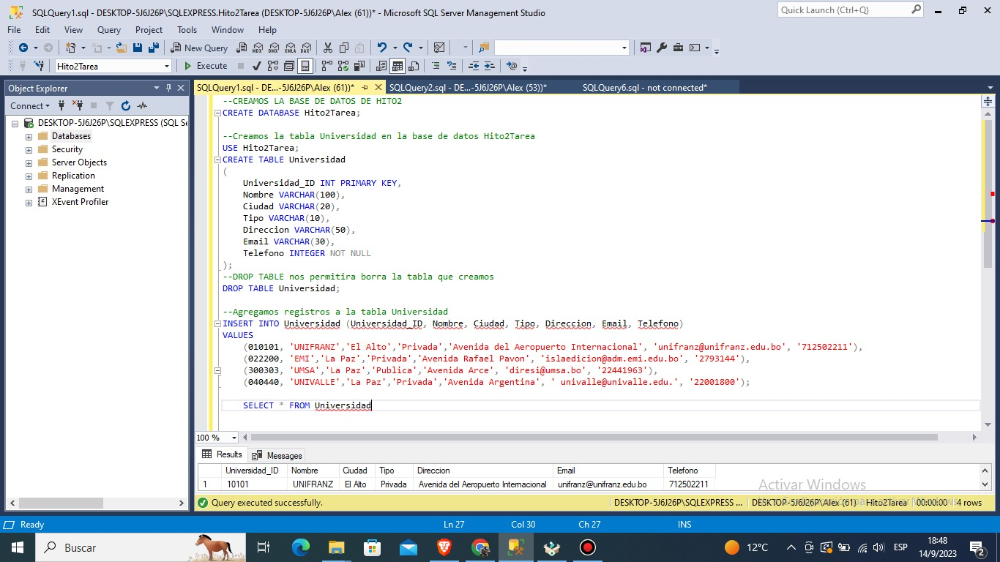 SQLQuery1.sql - DESKTOP-5J6J26P\SQLEXPRESS.Hito2Tarea (DESKTOP-5J6J26P\Alex (61))* - Microsoft SQL Server Management Studio
Quick Launch (Ctrl+Q)
File Edit View Query Project Tools Window Help
New Query
MDX DMX XMLA DAX
Hito2Tarea
Execute
Object Explorer
SQLQuery1.sql - DE...-5J6J26P\Alex (61))*
SQLQuery2.sql - DE...-5J6J26P\Alex (53))*
SQLQuery6.sql - not connected*
Connect
DESKTOP-5J6J26P\SQLEXPRESS (SQL Se
Databases
Security
Server Objects
Replication
Management
XEvent Profiler
--CREAMOS LA BASE DE DATOS DE HITO2
CREATE DATABASE Hito2Tarea;
--Creamos la tabla Universidad en la base de datos Hito2Tarea
USE Hito2Tarea;
CREATE TABLE Universidad
(
Universidad_ID INT PRIMARY KEY,
Nombre VARCHAR(100),
Ciudad VARCHAR(20),
Tipo VARCHAR(10),
Direccion VARCHAR(50),
Email VARCHAR(30),
Telefono INTEGER NOT NULL
);
--DROP TABLE nos permitira borra la tabla que creamos
DROP TABLE Universidad;
--Agregamos registros a la tabla Universidad
INSERT INTO Universidad (Universidad_ID, Nombre, Ciudad, Tipo, Direccion, Email, Telefono)
VALUES
(010101, 'UNIFRANZ','El Alto','Privada','Avenida del Aeropuerto Internacional', 'unifranz@unifranz.edu.bo', '712502211'),
(022200, 'EMI','La Paz','Privada','Avenida Rafael Pavon', 'islaedicion@adm.emi.edu.bo', '2793144'),
(300303, 'UMSA','La Paz','Publica','Avenida Arce', 'diresi@umsa.bo', '22441963'),
(040440, 'UNIVALLE','La Paz','Privada','Avenida Argentina', ' univalle@univalle.edu.', '22001800');
SELECT * FROM Universidad
100 %
Results Messages
Universidad_ID Nombre Ciudad Tipo Direccion Email Telefono
1 10101 UNIFRANZ El Alto Privada Avenida del Aeropuerto Internacional unifranz@unifranz.edu.bo 712502211
Activar Windows
Query executed successfully.
DESKTOP-5J6J26P\SQLEXPRESS ... DESKTOP-5J6J26P\Alex (61) Hito2Tarea 00:00:00 4 rows
Ready Ln 27 Col 30 Ch 27 INS
Buscar
12°C
ESP
18:48
14/9/2023
2